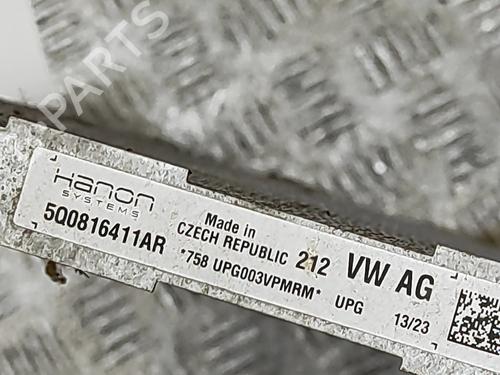 PARTS
Hanon
SYSTEMS
5Q0816411AR
Made in
CZECH REPUBLIC 212 VW AG
*758 UPG003VPMRM* UPG 13/23